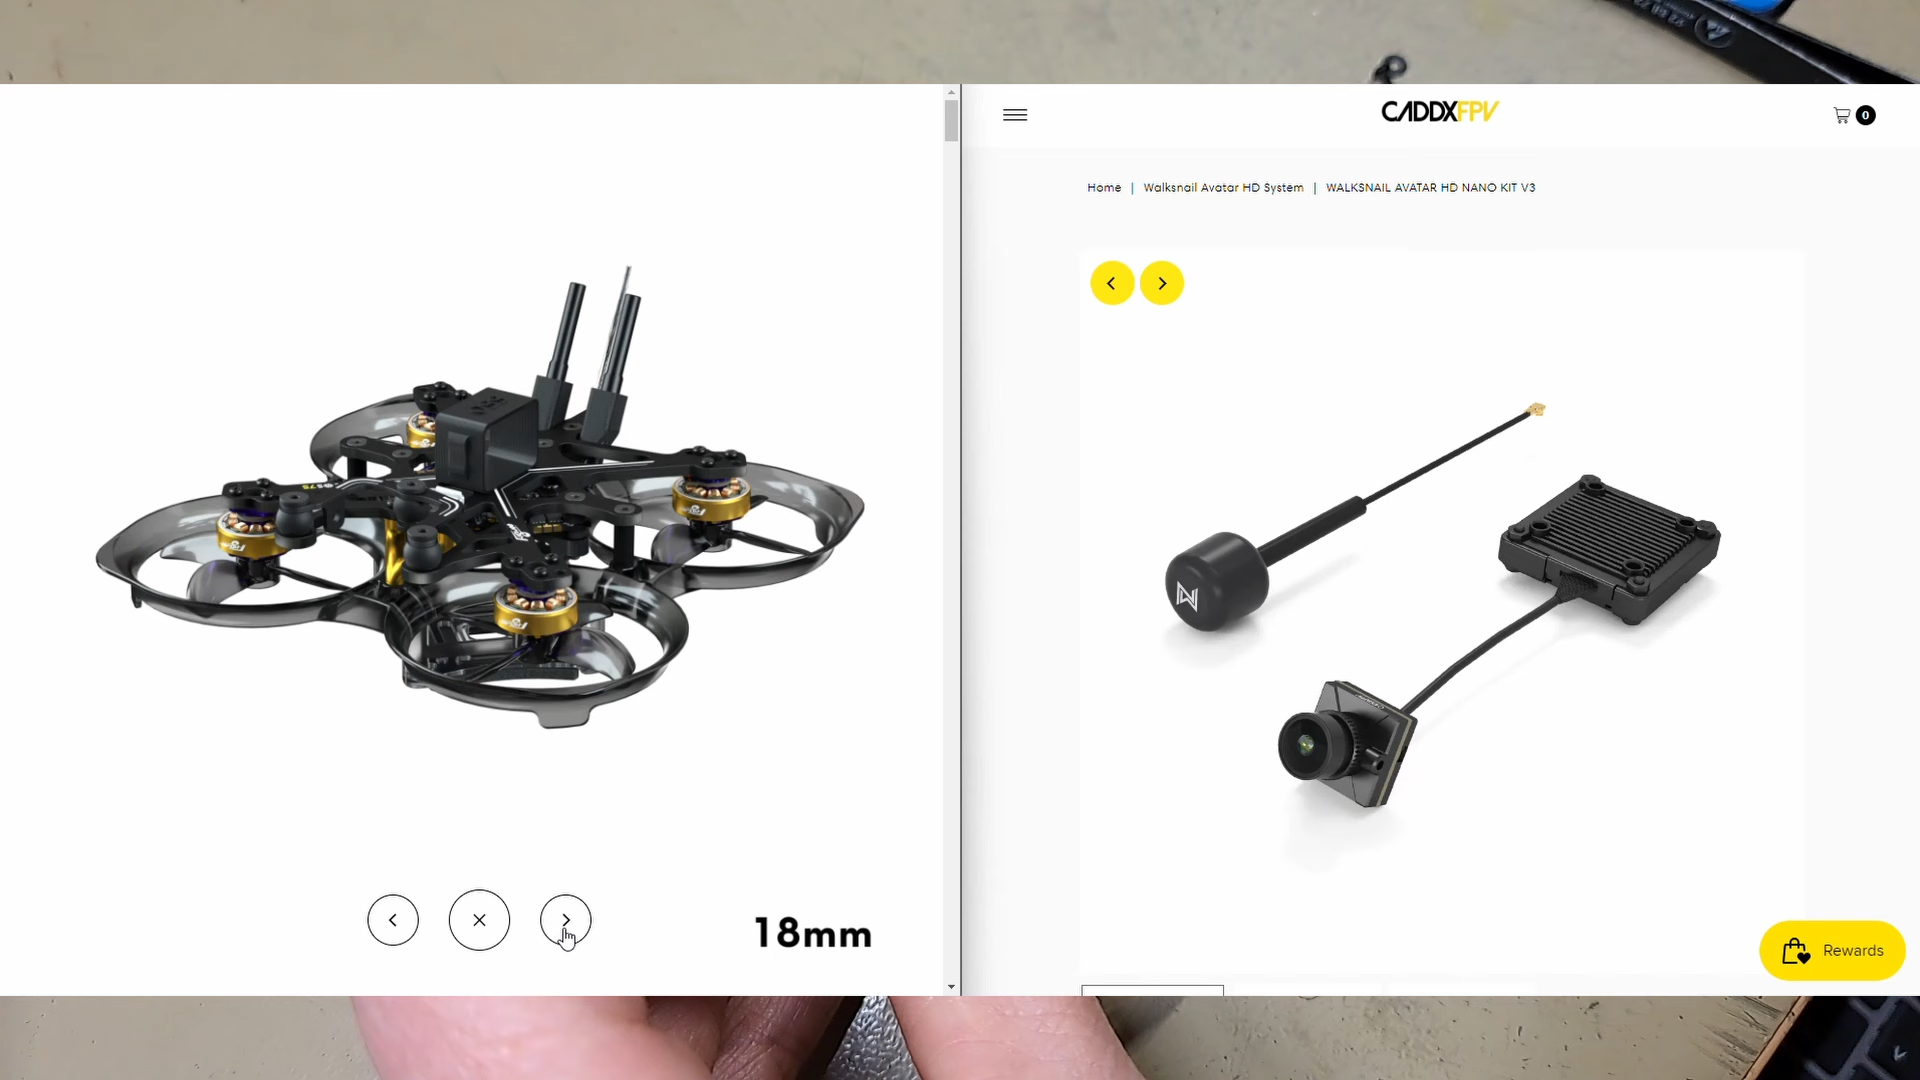 CADDXFPV
0
Home | Walksnail Avatar HD System | WALKSNAIL AVATAR HD NANO KIT V3
18mm
Rewards